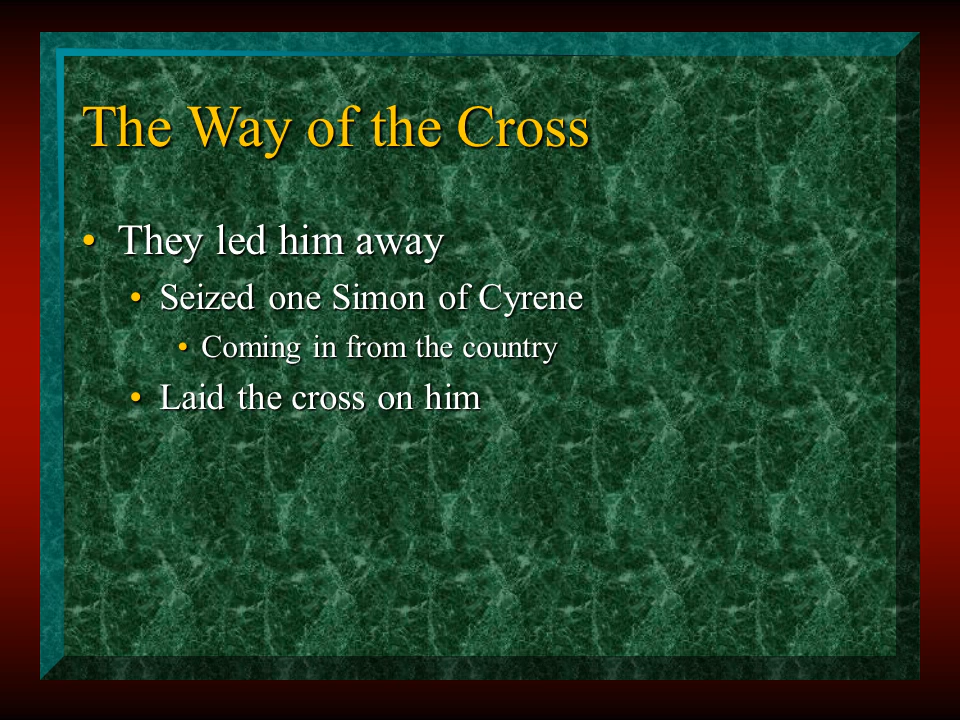 The Way of the Cross
• They led him away
• Seized one Simon of Cyrene
• Coming in from the country
• Laid the cross on him